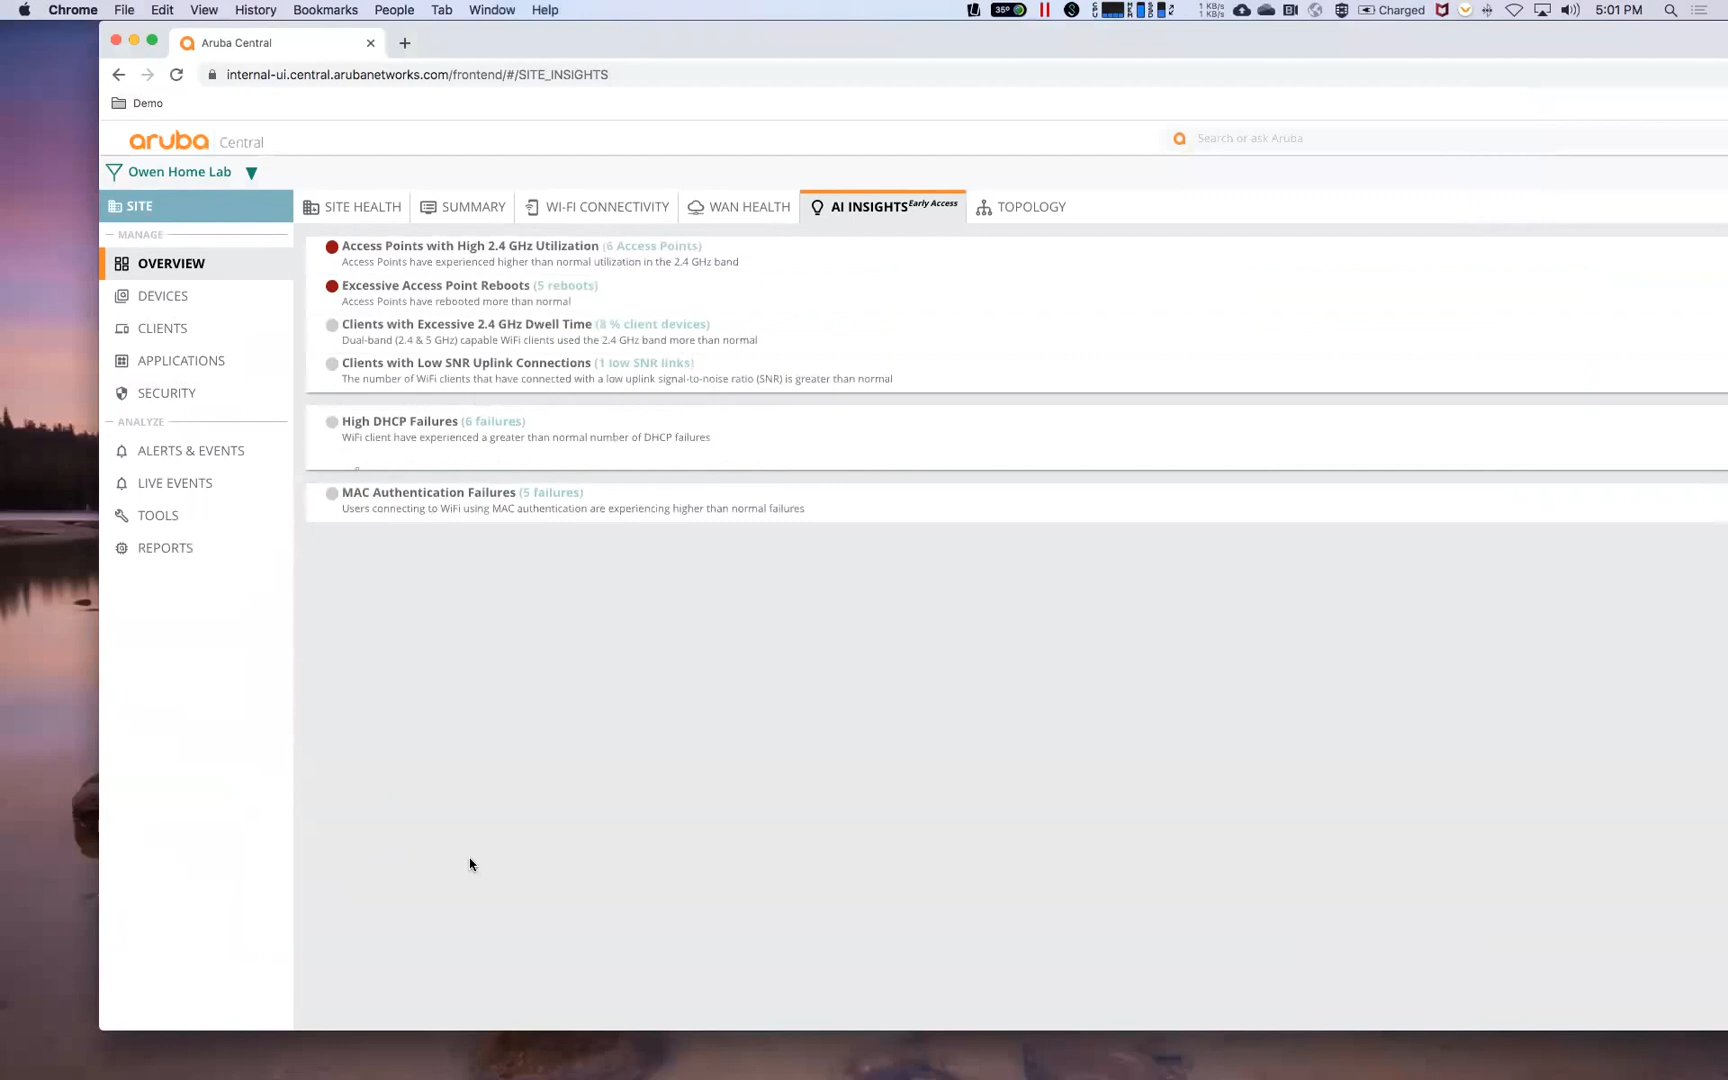 Chrome File Edit View History Bookmarks People Tab Window Help 35° 1 KB/s 1 KB/s Charged 5:01 PM
Aruba Central
internal-ui.central.arubanetworks.com/frontend/#/SITE_INSIGHTS
Demo
aruba Central Search or ask Aruba
Owen Home Lab
SITE
SITE HEALTH SUMMARY WI-FI CONNECTIVITY WAN HEALTH AI INSIGHTS Early Access TOPOLOGY
MANAGE
OVERVIEW
DEVICES
CLIENTS
APPLICATIONS
SECURITY
ANALYZE
ALERTS & EVENTS
LIVE EVENTS
TOOLS
REPORTS
Access Points with High 2.4 GHz Utilization (6 Access Points)
Access Points have experienced higher than normal utilization in the 2.4 GHz band
Excessive Access Point Reboots (5 reboots)
Access Points have rebooted more than normal
Clients with Excessive 2.4 GHz Dwell Time (8 % client devices)
Dual-band (2.4 & 5 GHz) capable WiFi clients used the 2.4 GHz band more than normal
Clients with Low SNR Uplink Connections (1 low SNR links)
The number of WiFi clients that have connected with a low uplink signal-to-noise ratio (SNR) is greater than normal
High DHCP Failures (6 failures)
WiFi client have experienced a greater than normal number of DHCP failures
MAC Authentication Failures (5 failures)
Users connecting to WiFi using MAC authentication are experiencing higher than normal failures